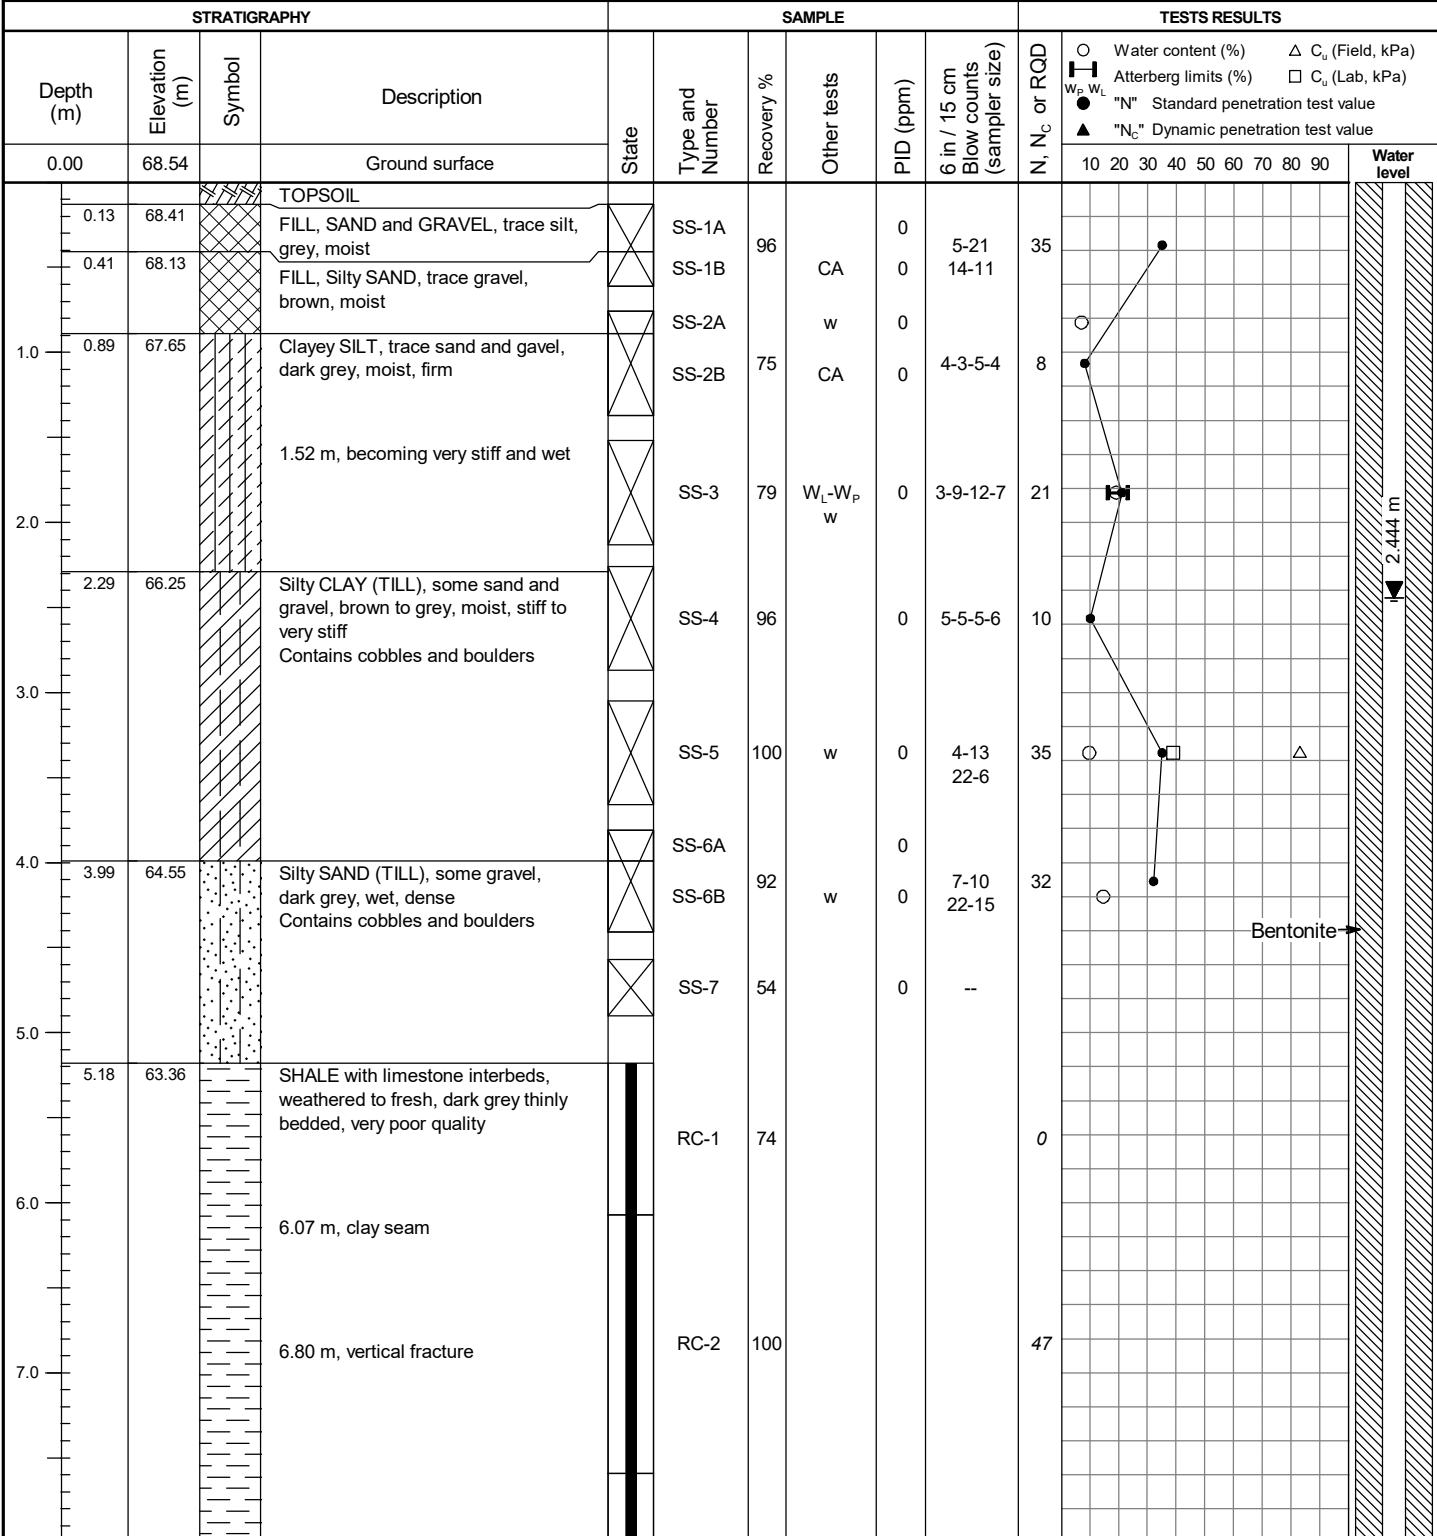 STRATIGRAPHY SAMPLE TESTS RESULTS
Depth (m)
Elevation (m)
Symbol
Description
State
Type and Number
Recovery %
Other tests
PID (ppm)
6 in / 15 cm Blow counts (sampler size)
N, NC or RQD
Water content (%) Cu (Field, kPa)
Atterberg limits (%) Cu (Lab, kPa)
WP WL
"N" Standard penetration test value
"NC" Dynamic penetration test value
0.00 68.54 Ground surface
10 20 30 40 50 60 70 80 90
Water level
TOPSOIL
0.13 68.41 FILL, SAND and GRAVEL, trace silt,
grey, moist
SS-1A 0
96 5-21 35
0.41 68.13 FILL, Silty SAND, trace gravel,
brown, moist
SS-1B CA 0 14-11
SS-2A w 0
1.0
0.89 67.65 Clayey SILT, trace sand and gavel,
dark grey, moist, firm
75 4-3-5-4 8
SS-2B CA 0
1.52 m, becoming very stiff and wet
SS-3 79 WL-WP 0 3-9-12-7 21
w
2.0
2.444 m
2.29 66.25 Silty CLAY (TILL), some sand and
gravel, brown to grey, moist, stiff to
very stiff
Contains cobbles and boulders
SS-4 96 0 5-5-5-6 10
3.0
SS-5 100 w 0 4-13 35
22-6
SS-6A 0
4.0
3.99 64.55 Silty SAND (TILL), some gravel,
dark grey, wet, dense
Contains cobbles and boulders
92 7-10 32
SS-6B w 0 22-15
Bentonite
SS-7 54 0 --
5.0
5.18 63.36 SHALE with limestone interbeds,
weathered to fresh, dark grey thinly
bedded, very poor quality
RC-1 74 0
6.0
6.07 m, clay seam
6.80 m, vertical fracture
RC-2 100 47
7.0